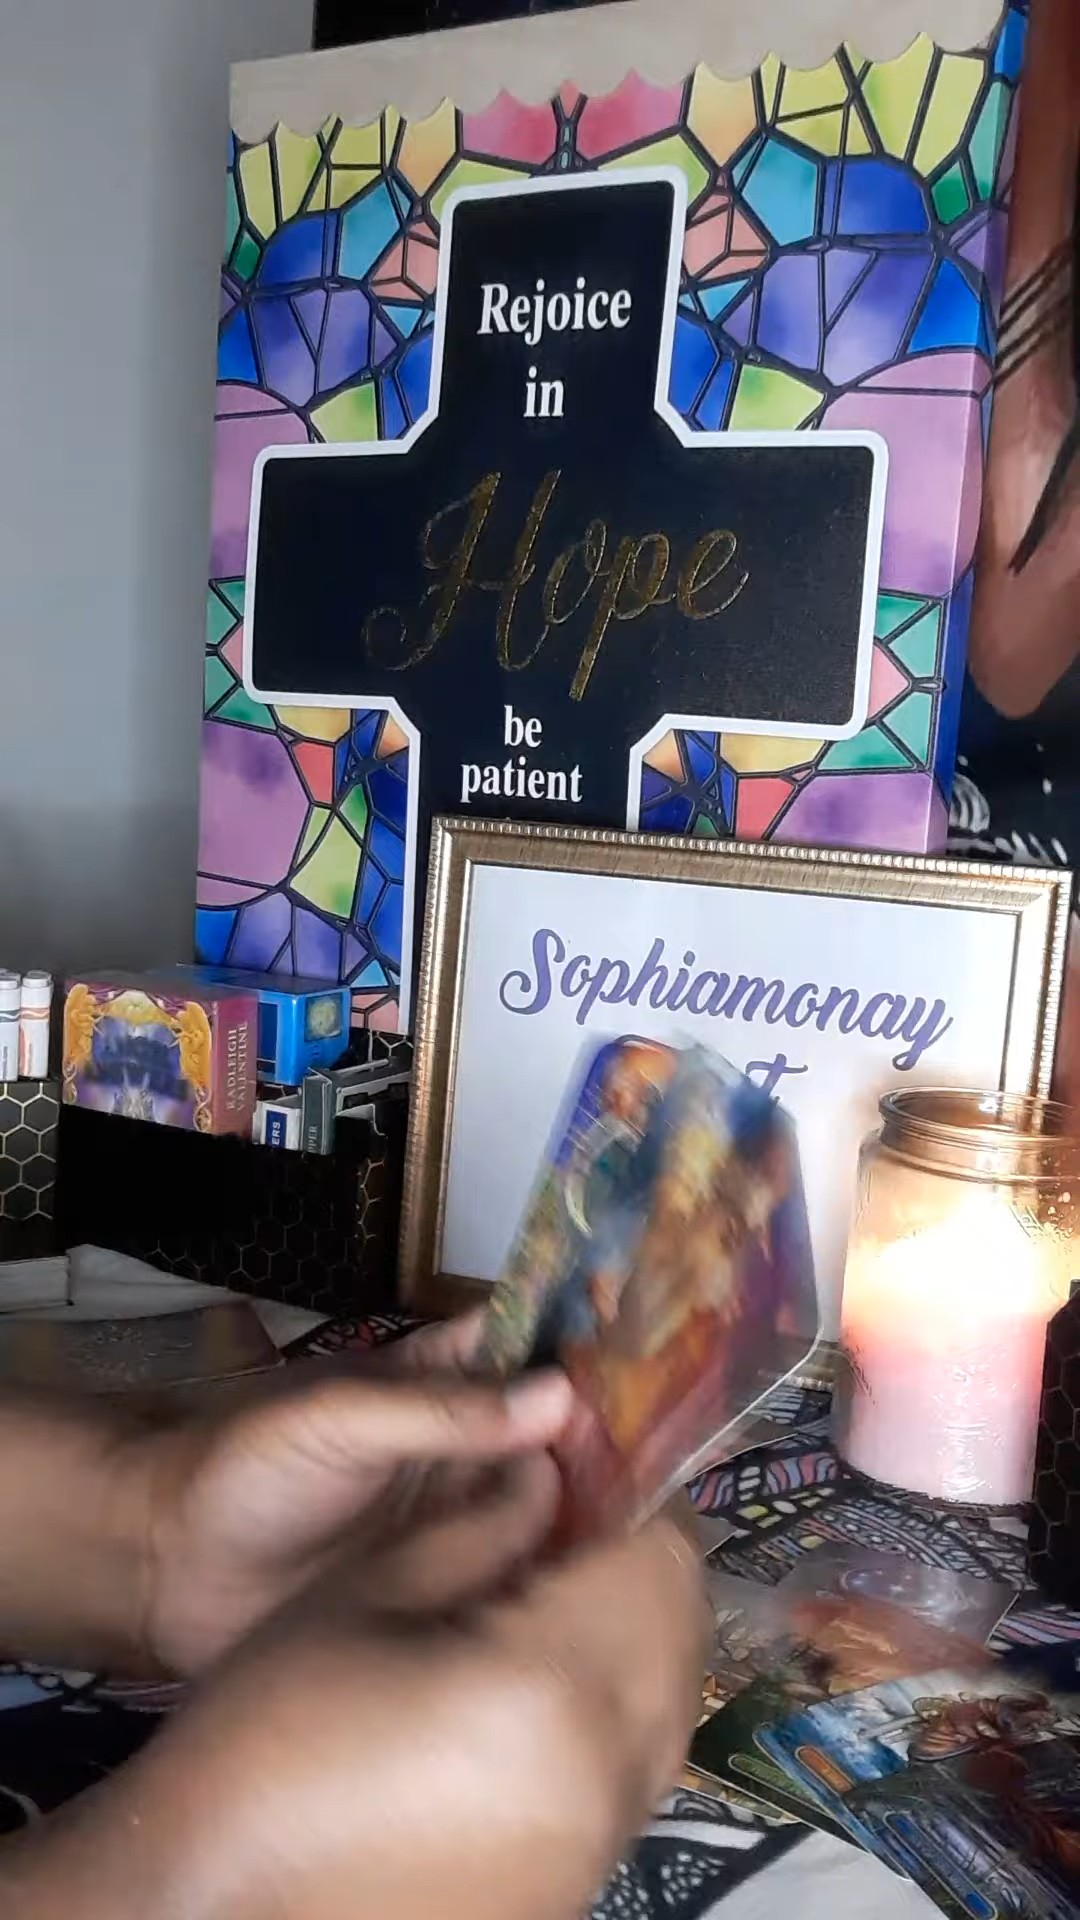 Rejoice
in
Hope
be
patient
Sophiamonay
RADLEIGH
VALENTINE